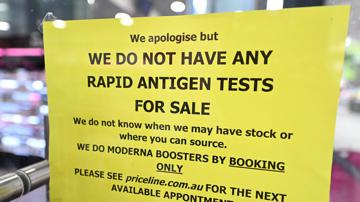 We apologise but
WE DO NOT HAVE ANY
RAPID ANTIGEN TESTS
FOR SALE
We do not know when we may have stock or
where you can source.
WE DO MODERNA BOOSTERS BY BOOKING
ONLY
PLEASE SEE priceline.com.au FOR THE NEXT
AVAILABLE APPOINTMENT